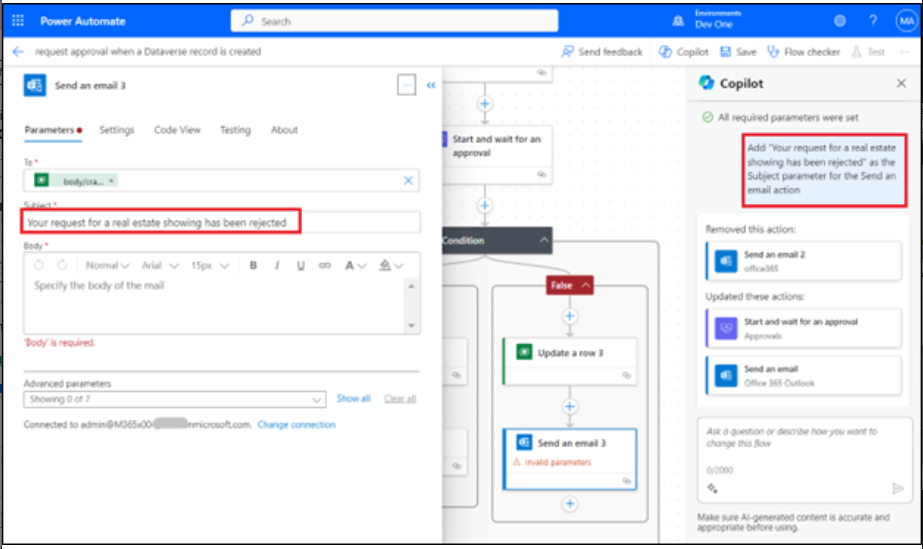 Power Automate
Search
Environments
Dev One
MA
request approval when a Dataverse record is created
Send feedback
Copilot
Save
Flow checker
Test
Send an email 3
Parameters
Settings
Code View
Testing
About
To *
body/cra... ×
Subject *
Your request for a real estate showing has been rejected
Body *
Normal
Arial
15px
B
I
U
A
Specify the body of the mail
'Body' is required.
Advanced parameters
Showing 0 of 7
Show all
Clear all
Connected to admin@M365x00
nmicrosoft.com.
Change connection
Start and wait for an
approval
Condition
False
Update a row 3
Send an email 3
Invalid parameters
Copilot
All required parameters were set
Add "Your request for a real estate
showing has been rejected" as the
Subject parameter for the Send an
email action
Removed this action:
Send an email 2
office365
Updated these actions:
Start and wait for an approval
Approvals
Send an email
Office 365 Outlook
Ask a question or describe how you want to
change this flow
0/2000
Make sure AI-generated content is accurate and
appropriate before using.